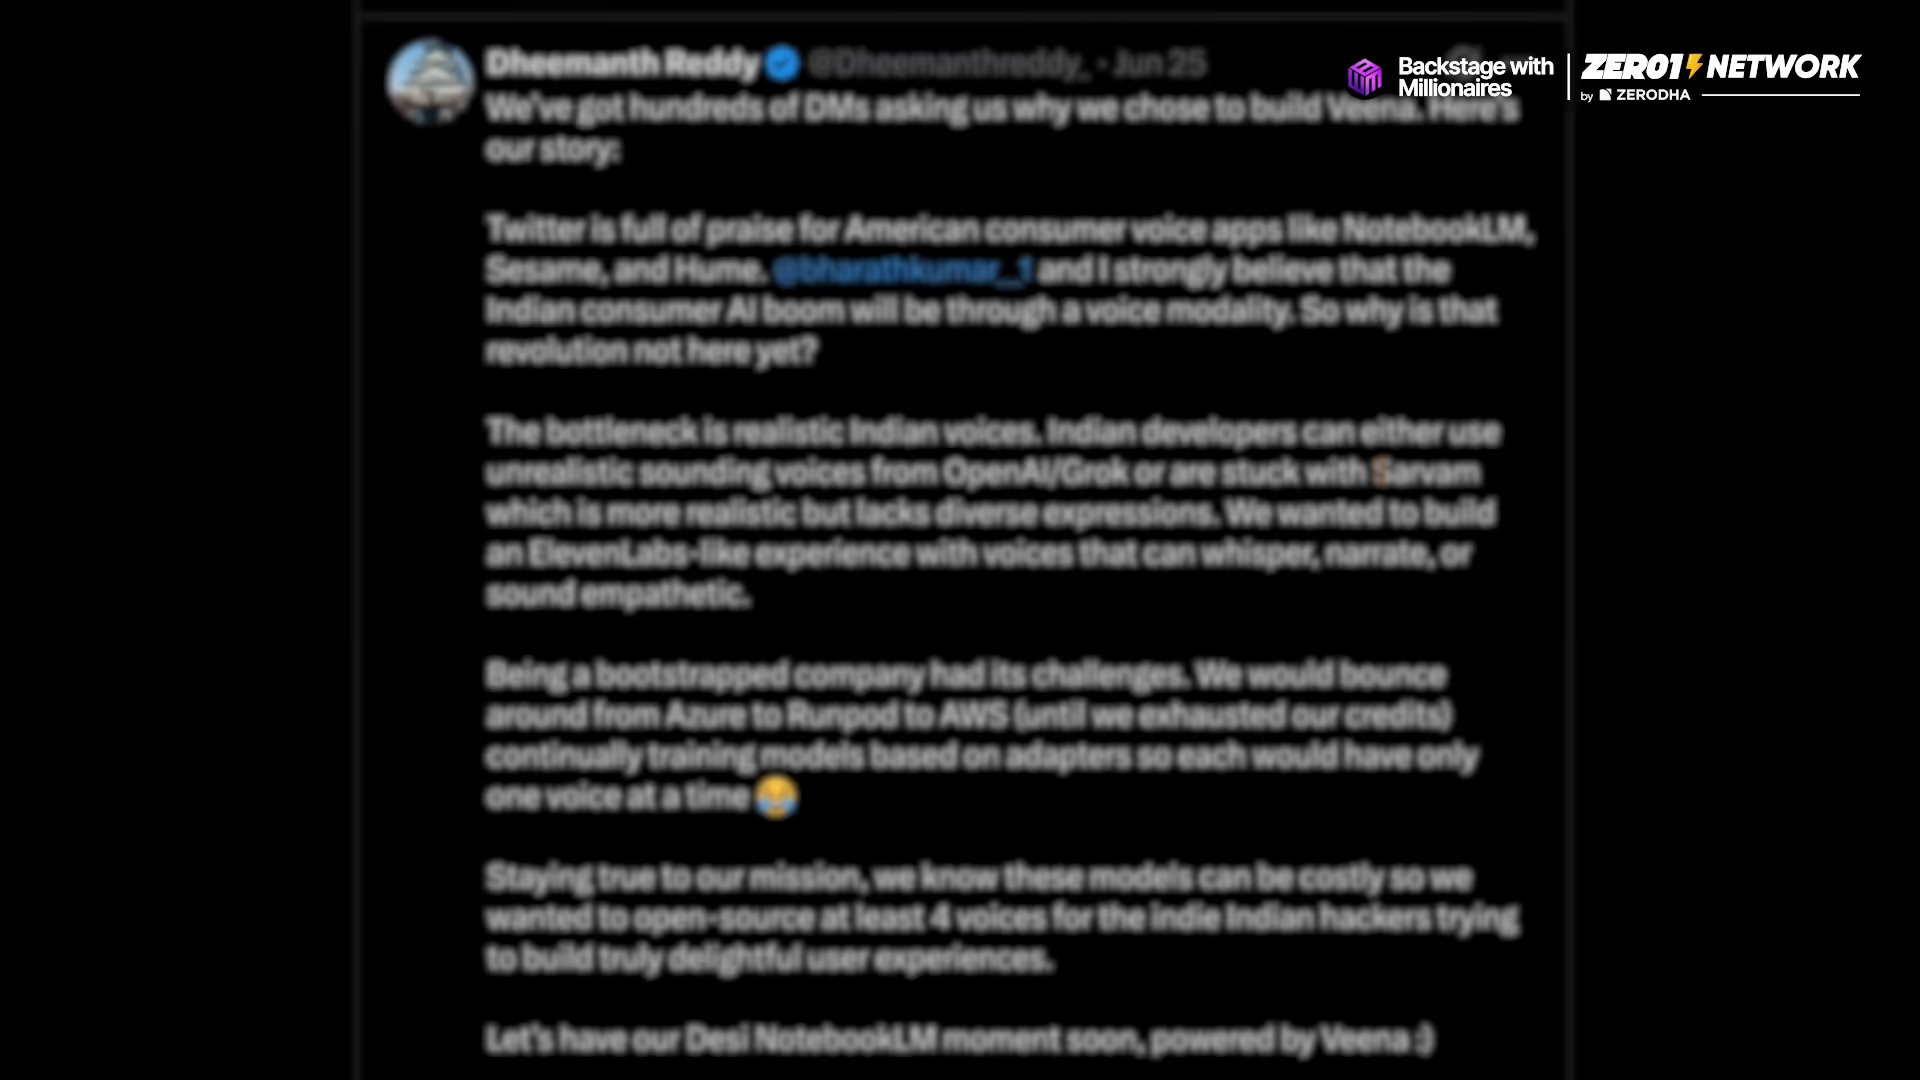 Dheemanth Reddy @Dheemanthreddy_ · Jun 25
We've got hundreds of DMs asking us why we chose to build Veena. Here's
our story:
Twitter is full of praise for American consumer voice apps like NotebookLM,
Sesame, and Hume. @bharathkumar__1 and I strongly believe that the
Indian consumer AI boom will be through a voice modality. So why is that
revolution not here yet?
The bottleneck is realistic Indian voices. Indian developers can either use
unrealistic sounding voices from OpenAI/Grok or are stuck with Sarvam
which is more realistic but lacks diverse expressions. We wanted to build
an ElevenLabs-like experience with voices that can whisper, narrate, or
sound empathetic.
Being a bootstrapped company had its challenges. We would bounce
around from Azure to Runpod to AWS (until we exhausted our credits)
continually training models based on adapters so each would have only
one voice at a time 😂
Staying true to our mission, we know these models can be costly so we
wanted to open-source at least 4 voices for the indie Indian hackers trying
to build truly delightful user experiences.
Let's have our Desi NotebookLM moment soon, powered by Veena :)
Backstage with
Millionaires
ZERO1 NETWORK
by ZERODHA